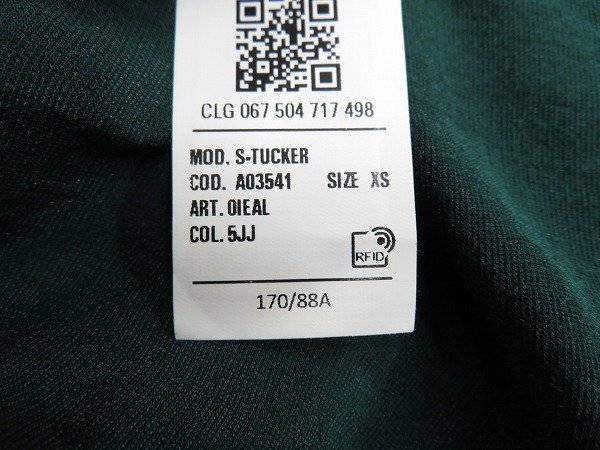 CLG 067 504 717 498
MOD. S-TUCKER
COD. A03541 SIZE XS
ART. 0IEAL
COL. 5JJ
RFID
170/88A